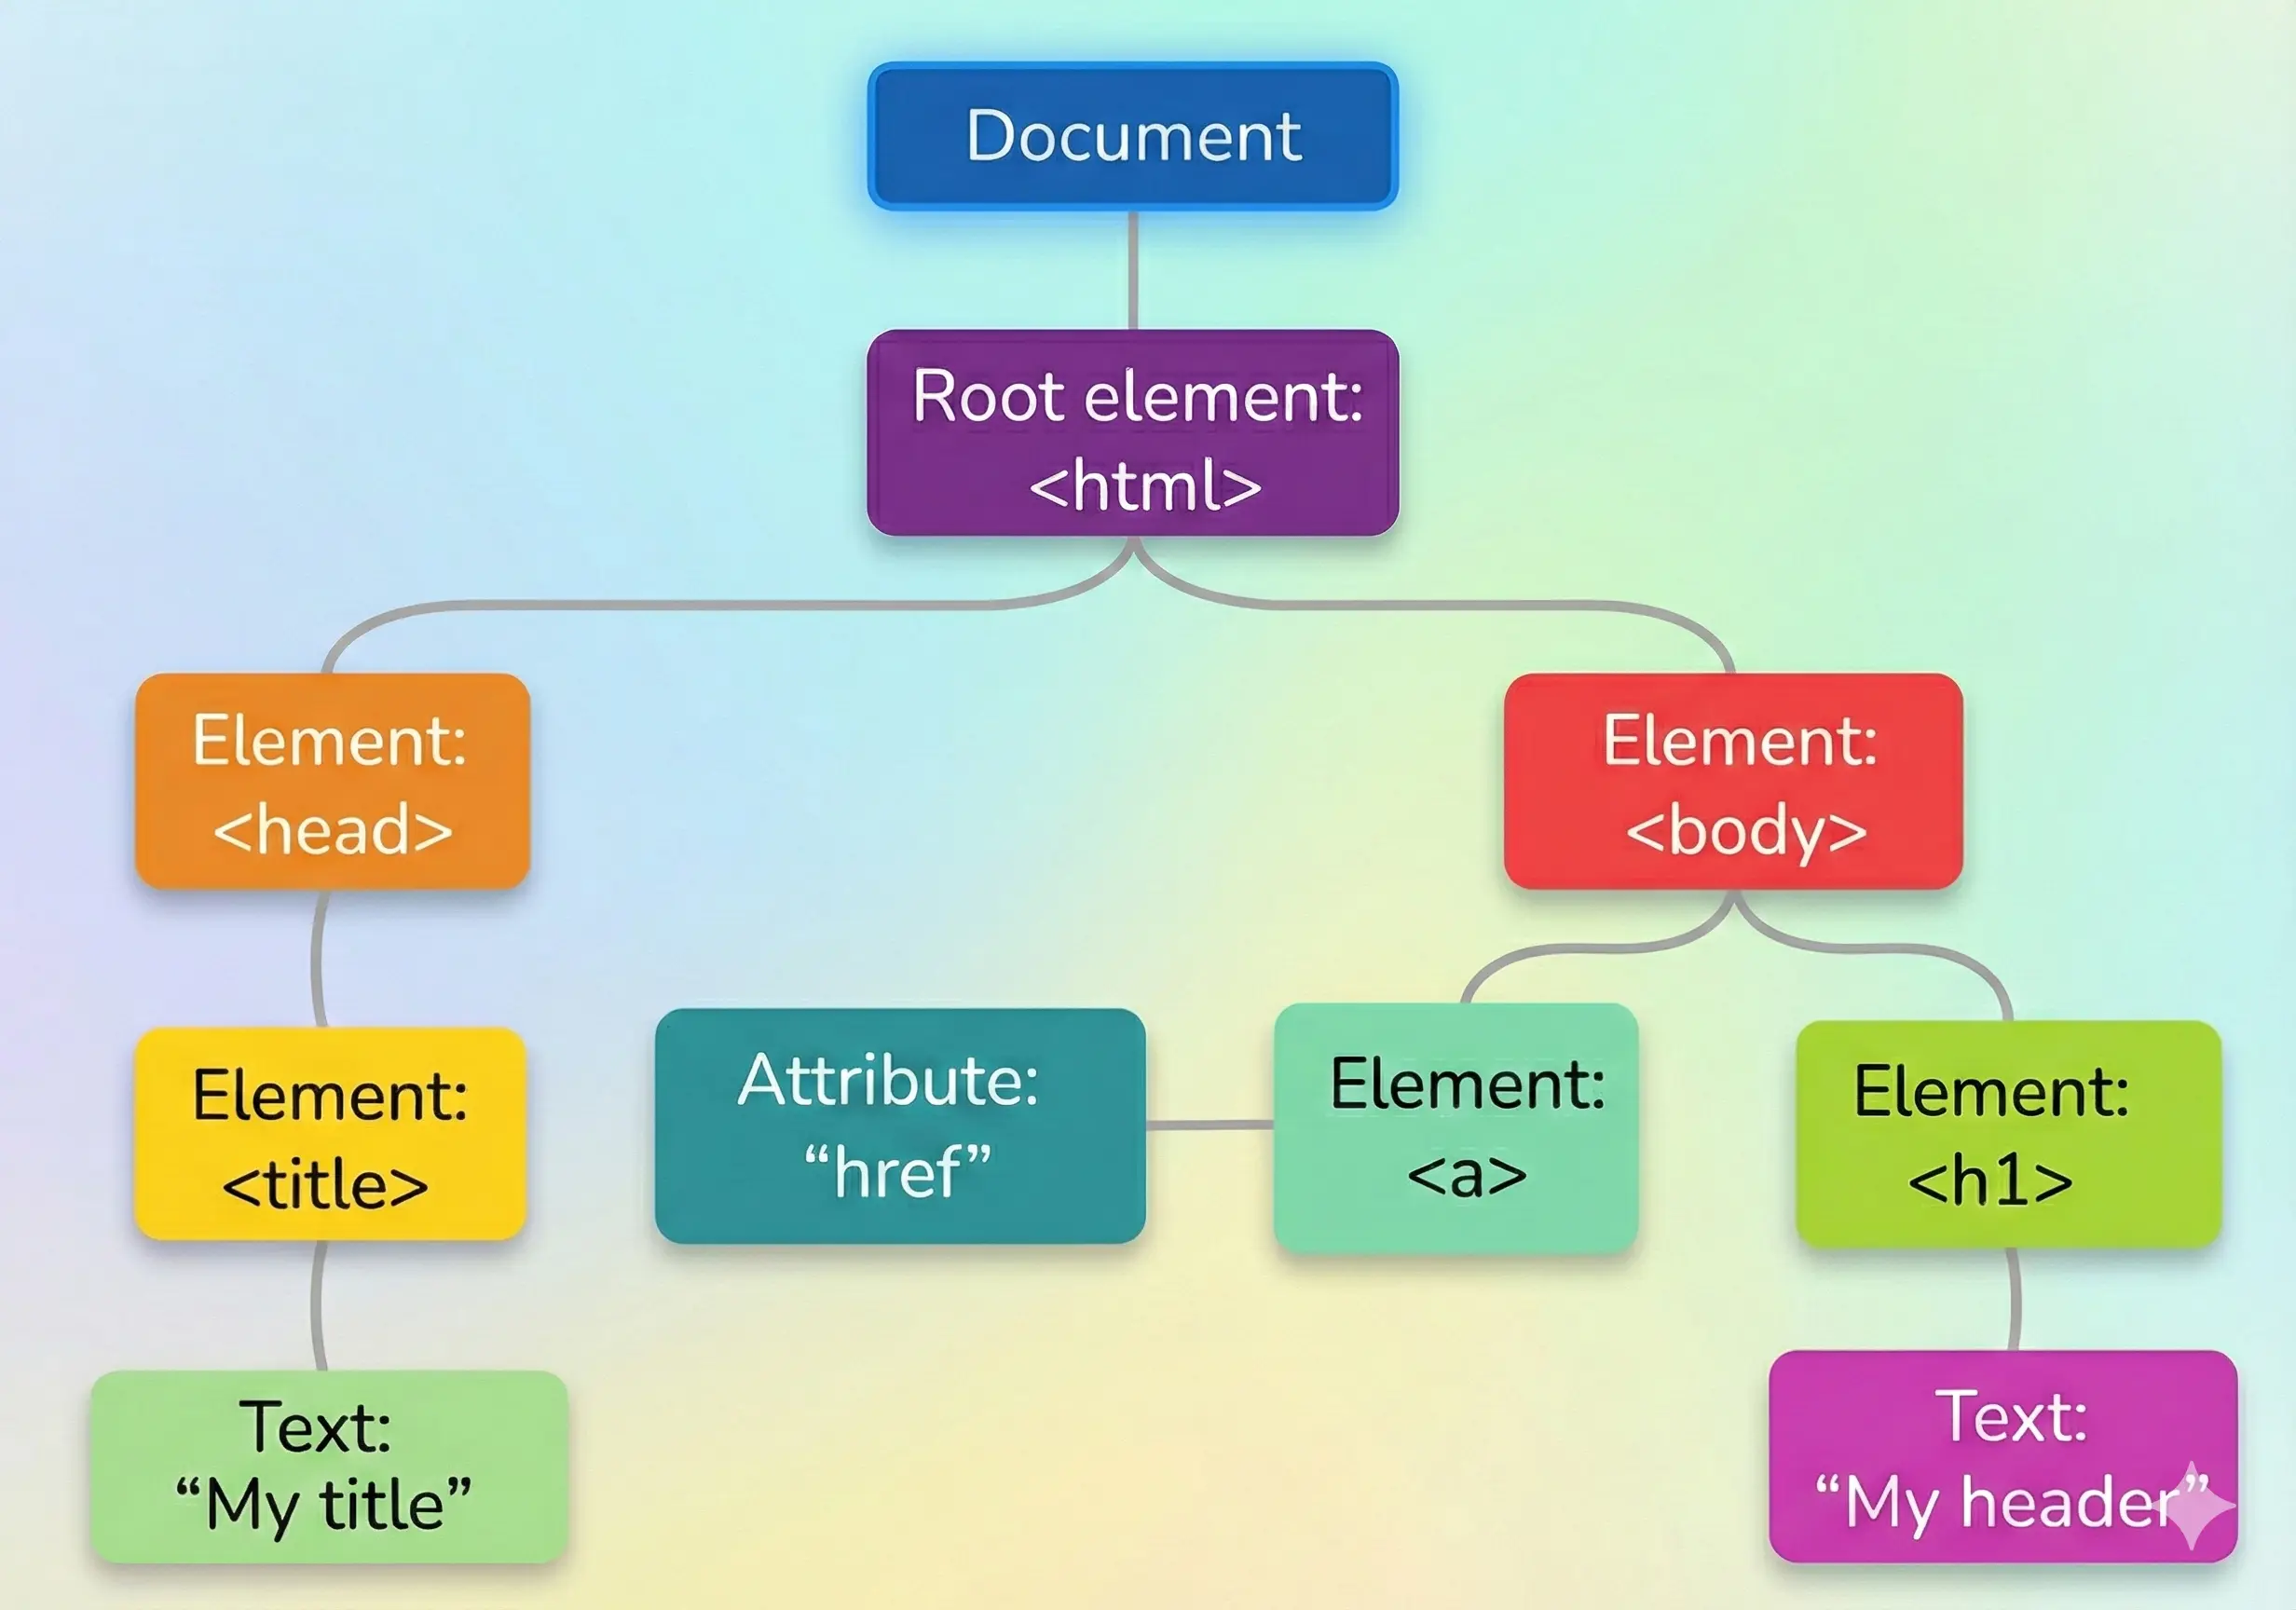 Document
Root element:
<html>
Element:
<head>
Element:
<body>
Element:
<title>
Attribute:
“href”
Element:
<a>
Element:
<h1>
Text:
“My title”
Text:
“My header”